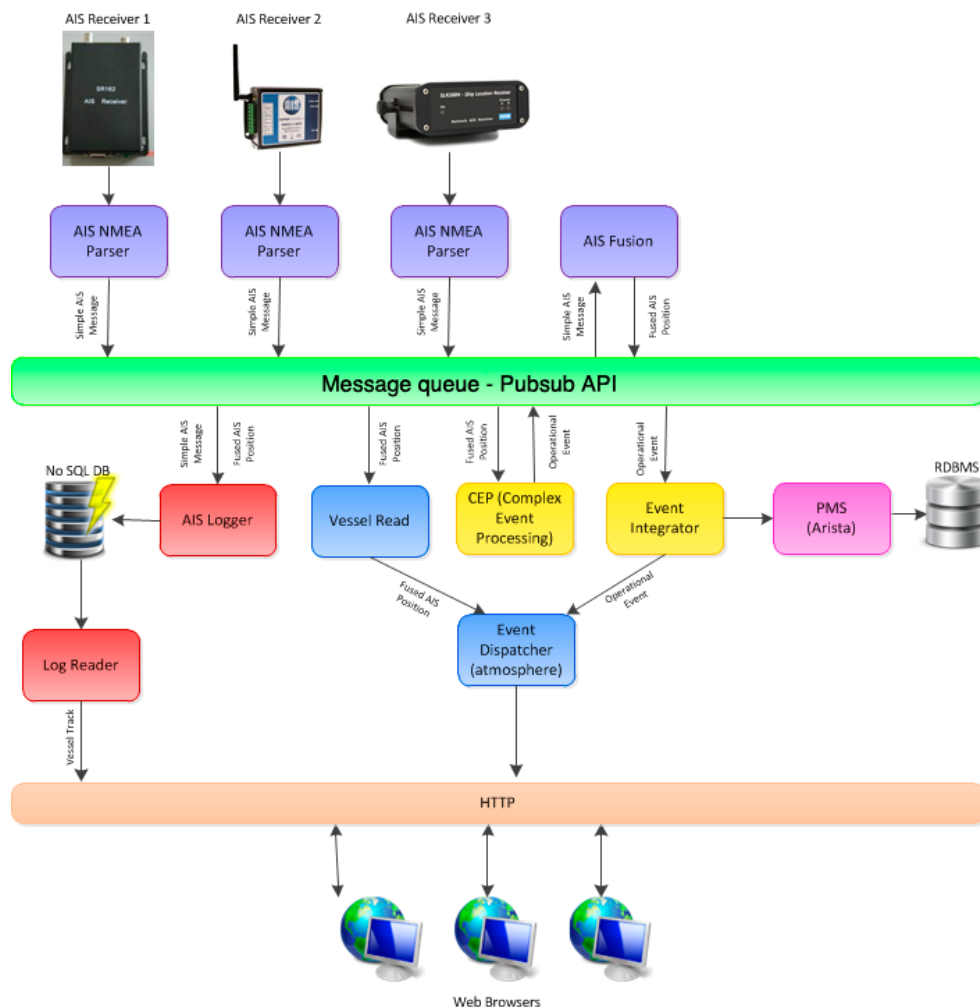 AIS Receiver 1
AIS Receiver 2
AIS Receiver 3
SR162
AIS Receiver
AIS
AIS NMEA
Parser
AIS NMEA
Parser
AIS NMEA
Parser
AIS Fusion
Simple AIS
Message
Simple AIS
Message
Simple AIS
Message
Simple AIS
Message
Fused AIS
Position
Message queue - Pubsub API
Simple AIS
Message
Fused AIS
Position
Fused AIS
Position
Fused AIS
Position
Operational
Event
Operational
Event
No SQL DB
RDBMS
AIS Logger
Vessel Read
CEP (Complex
Event
Processing)
Event
Integrator
PMS
(Arista)
Fused AIS
Position
Operational
Event
Log Reader
Event
Dispatcher
(atmosphere)
Vessel Track
HTTP
Web Browsers